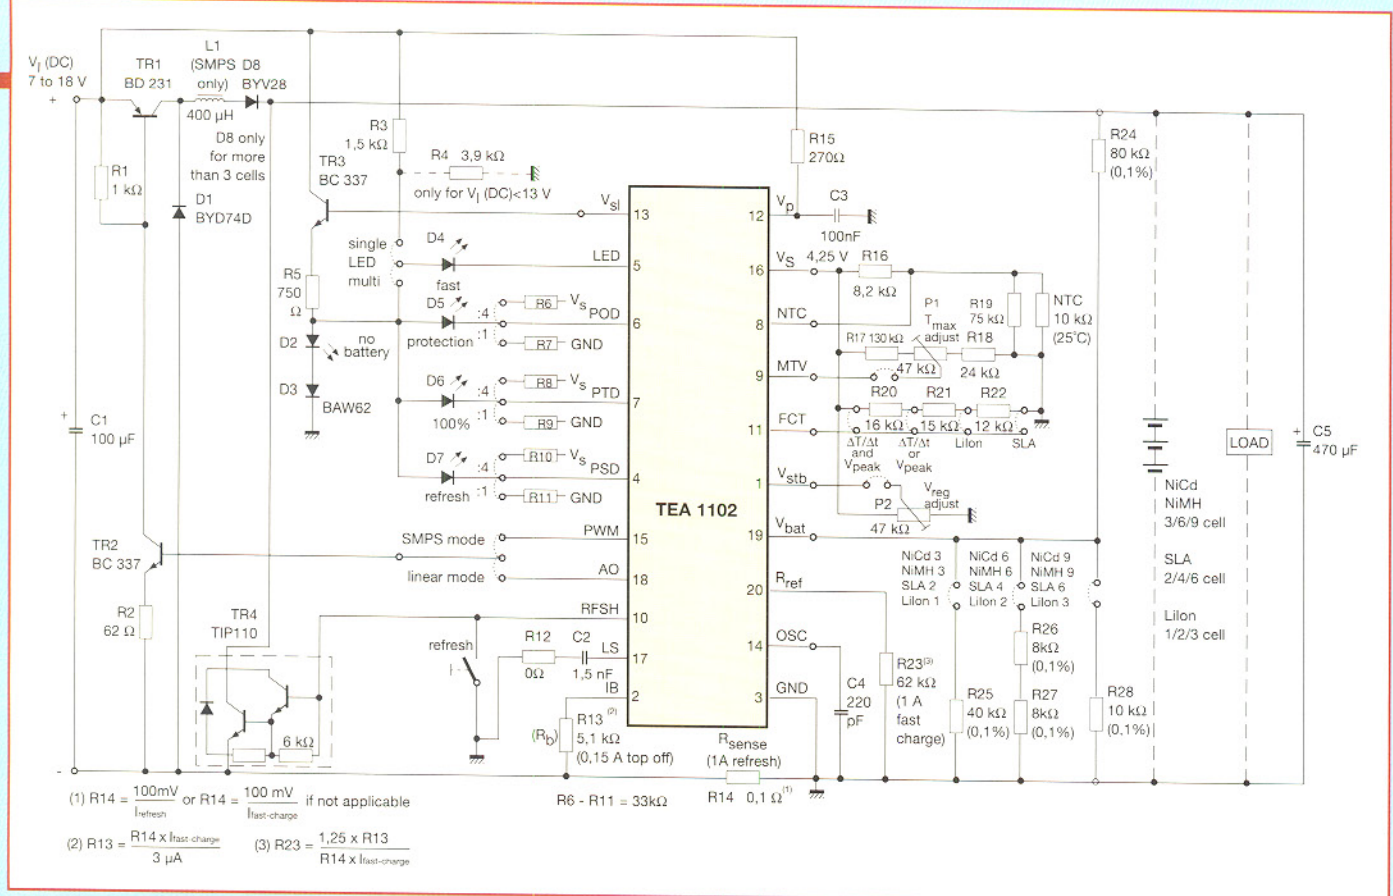 V_I (DC)
7 to 18 V
+
TR1
BD 231
L1
(SMPS
only)
400 µH
D8
BYV28
D8 only
for more
than 3 cells
R1
1 kΩ
D1
BYD74D
TR3
BC 337
R3
1,5 kΩ
R4 3,9 kΩ
only for V_I (DC)<13 V
R15
270Ω
R24
80 kΩ
(0,1%)
V_sl
13
V_p
12
C3
100nF
single
LED
multi
D4
fast
LED
5
V_S
16
4,25 V
R16
8,2 kΩ
R5
750
Ω
D5
protection
:4
:1
R6
V_s
R7
GND
POD
6
NTC
8
P1
T_max
adjust
47 kΩ
R19
75 kΩ
NTC
10 kΩ
(25°C)
R17 130kΩ
R18
24 kΩ
D2
no
battery
D3
BAW62
MTV
9
D6
100%
:4
:1
R8
V_s
R9
GND
PTD
7
FCT
11
R20
16 kΩ
R21
15 kΩ
R22
12 kΩ
ΔT/Δt
and
V_peak
ΔT/Δt
or
V_peak
LiIon
SLA
C1
+
100 µF
D7
refresh
:4
:1
R10
V_s
R11
GND
PSD
4
V_stb
1
P2
47 kΩ
V_reg
adjust
LOAD
+
C5
470 µF
NiCd
NiMH
3/6/9 cell
SLA
2/4/6 cell
LiIon
1/2/3 cell
TEA 1102
TR2
BC 337
SMPS mode
PWM
15
linear mode
AO
18
V_bat
19
NiCd 3
NiMH 3
SLA 2
LiIon 1
NiCd 6
NiMH 6
SLA 4
LiIon 2
NiCd 9
NiMH 9
SLA 6
LiIon 3
R_ref
20
R2
62 Ω
TR4
TIP110
RFSH
10
refresh
R12
0Ω
C2
1,5 nF
LS
17
OSC
14
C4
220
pF
R23(3)
62 kΩ
(1 A
fast
charge)
R26
8kΩ
(0,1%)
R25
40 kΩ
(0,1%)
R27
8kΩ
(0,1%)
R28
10 kΩ
(0,1%)
IB
2
GND
3
6 kΩ
(R_b)
R13 (2)
5,1 kΩ
(0,15 A top off)
R_sense
(1A refresh)
-
R6 - R11 = 33kΩ
R14 0,1 Ω(1)
(1) R14 = 100mV / I_refresh or R14 = 100 mV / I_fast-charge if not applicable
(2) R13 = R14 x I_fast-charge / 3 µA (3) R23 = 1,25 x R13 / R14 x I_fast-charge